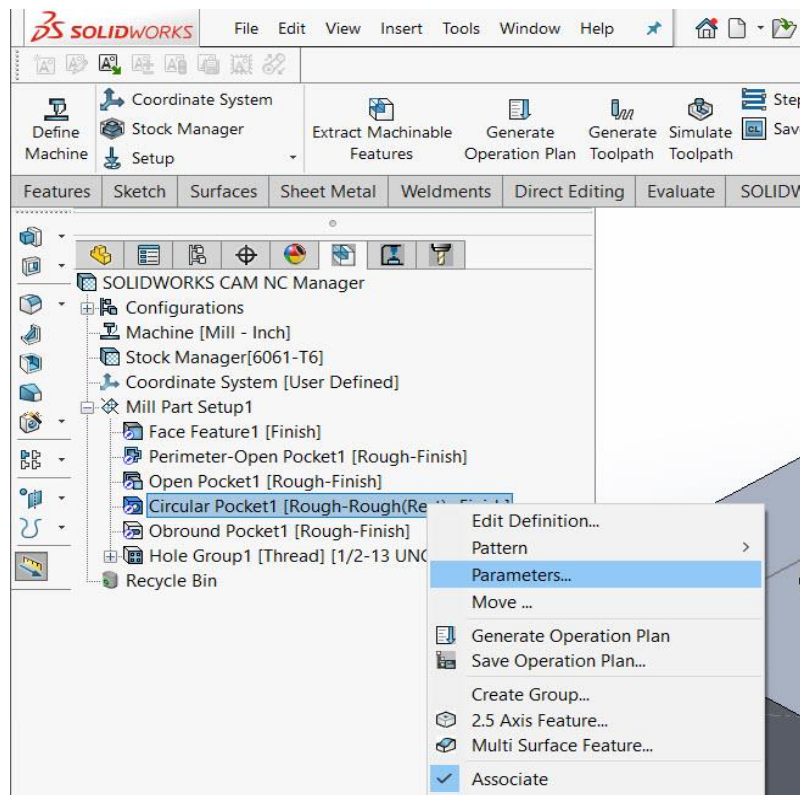 SOLIDWORKS File Edit View Insert Tools Window Help
Define Machine
Coordinate System
Stock Manager
Setup
Extract Machinable Features
Generate Operation Plan
Generate Toolpath
Simulate Toolpath
CL
Features Sketch Surfaces Sheet Metal Weldments Direct Editing Evaluate
SOLIDWORKS CAM NC Manager
Configurations
Machine [Mill - Inch]
Stock Manager[6061-T6]
Coordinate System [User Defined]
Mill Part Setup1
Face Feature1 [Finish]
Perimeter-Open Pocket1 [Rough-Finish]
Open Pocket1 [Rough-Finish]
Circular Pocket1 [Rough-Rough(Re
Obround Pocket1 [Rough-Finish]
Hole Group1 [Thread] [1/2-13 UNC
Recycle Bin
Edit Definition...
Pattern
Parameters...
Move ...
Generate Operation Plan
Save Operation Plan...
Create Group...
2.5 Axis Feature...
Multi Surface Feature...
Associate